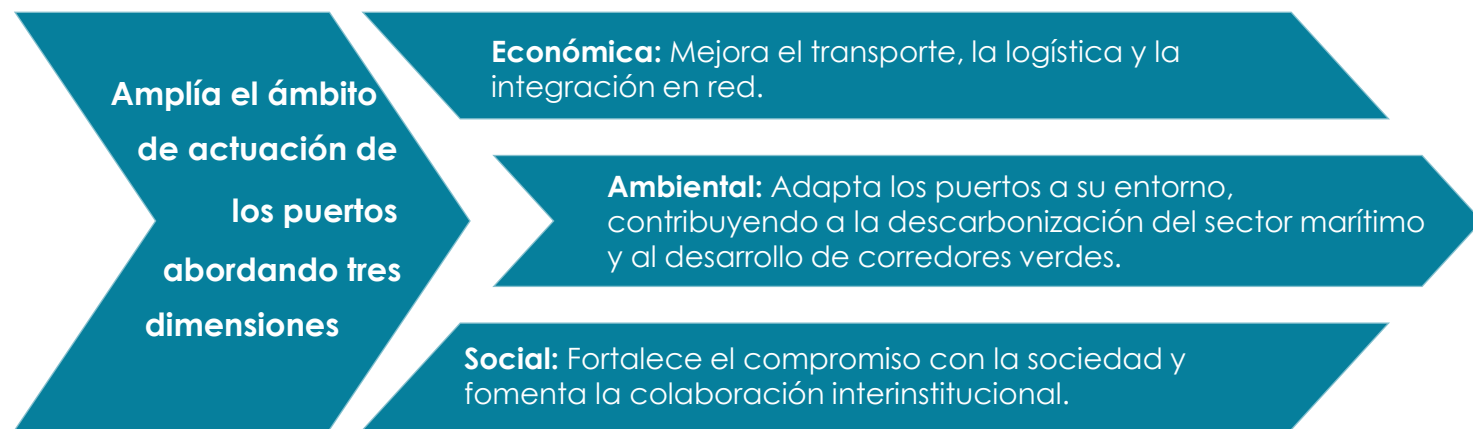 Amplía el ámbito
de actuación de
los puertos
abordando tres
dimensiones
Económica: Mejora el transporte, la logística y la
integración en red.
Ambiental: Adapta los puertos a su entorno,
contribuyendo a la descarbonización del sector marítimo
y al desarrollo de corredores verdes.
Social: Fortalece el compromiso con la sociedad y
fomenta la colaboración interinstitucional.